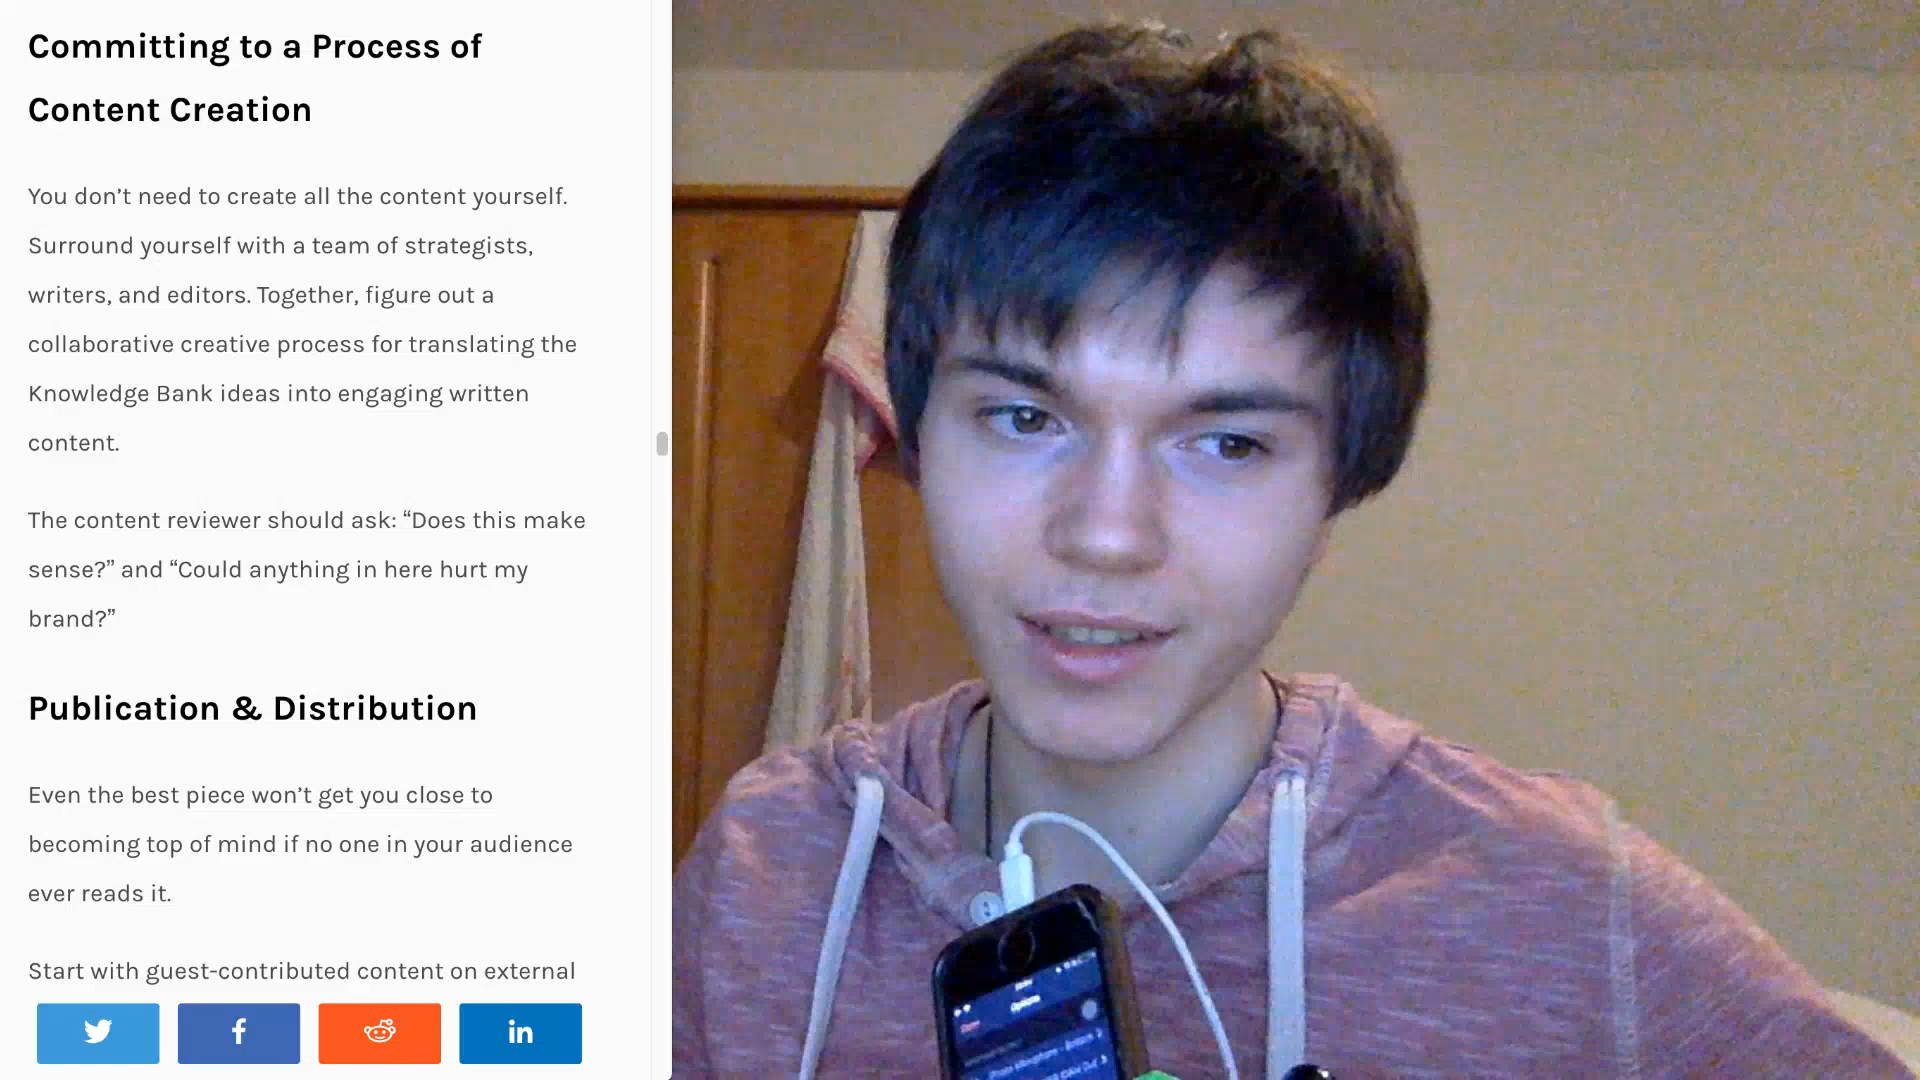 Committing to a Process of
Content Creation
You don’t need to create all the content yourself.
Surround yourself with a team of strategists,
writers, and editors. Together, figure out a
collaborative creative process for translating the
Knowledge Bank ideas into engaging written
content.
The content reviewer should ask: “Does this make
sense?” and “Could anything in here hurt my
brand?”
Publication & Distribution
Even the best piece won’t get you close to
becoming top of mind if no one in your audience
ever reads it.
Start with guest-contributed content on external
f
in
Options